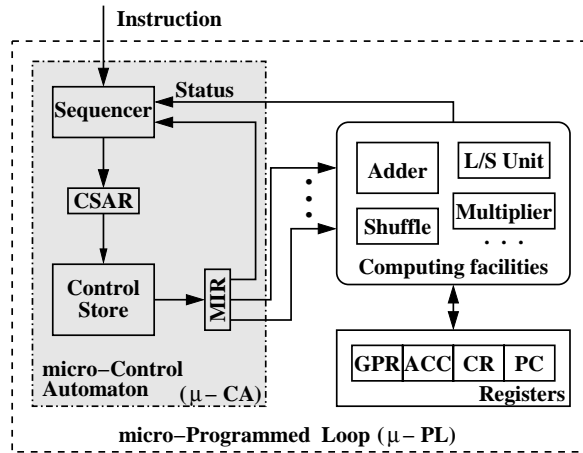 Instruction
Sequencer
Status
CSAR
Control
Store
MIR
micro-Control
Automaton
(μ-CA)
Adder
L/S Unit
Shuffle
Multiplier
. . .
Computing facilities
GPR ACC CR PC
Registers
micro-Programmed Loop (μ-PL)